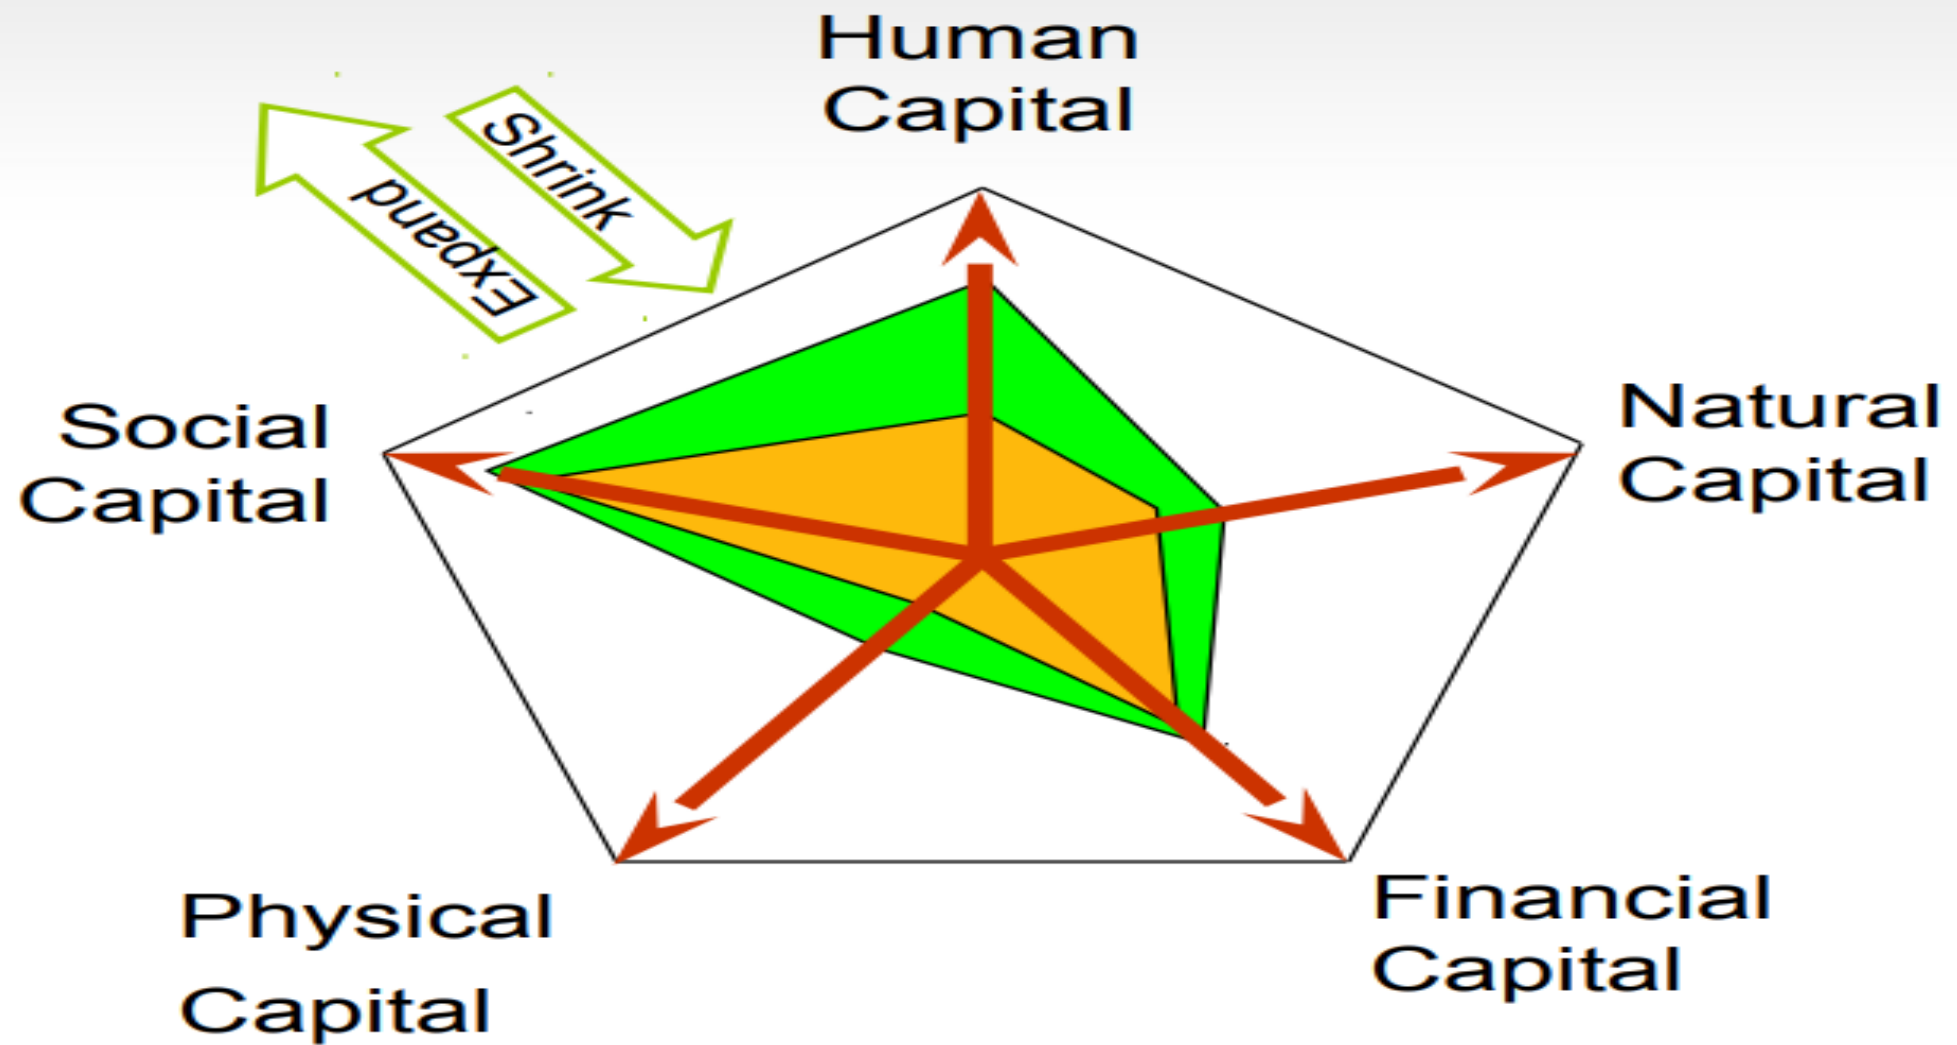 Human
Capital
Shrink
Expand
Social
Capital
Natural
Capital
Physical
Capital
Financial
Capital